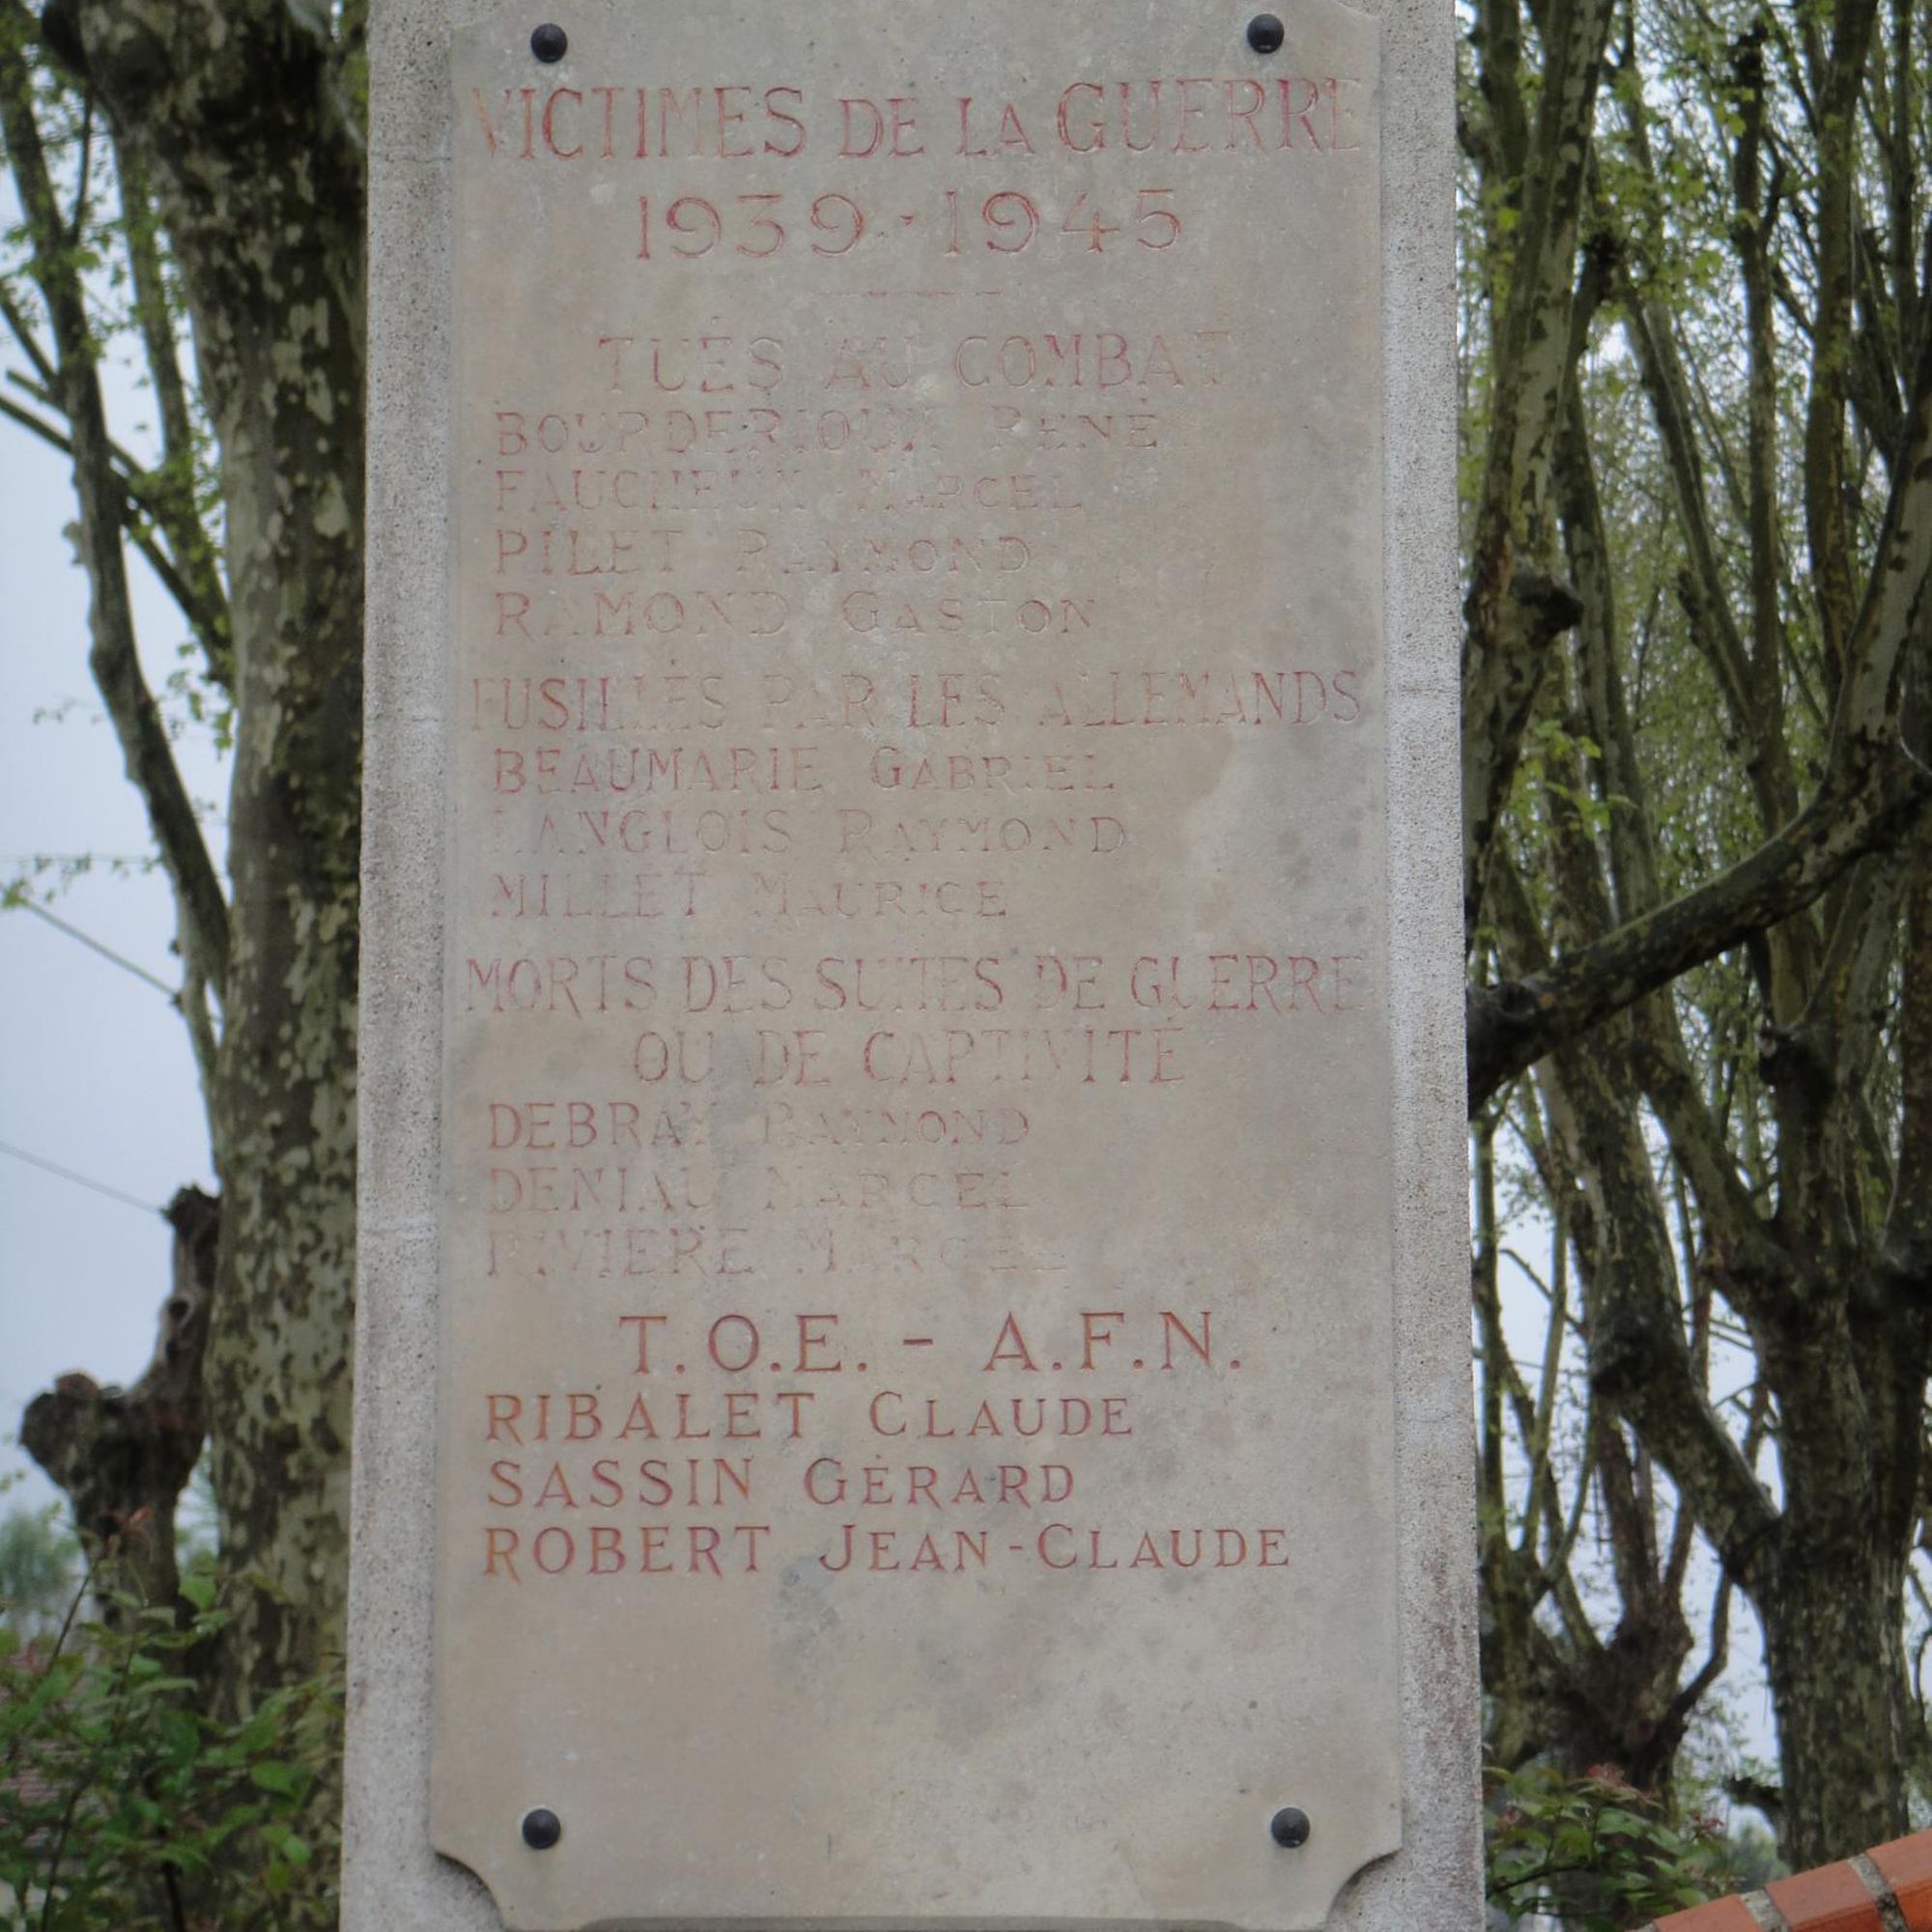 VICTIMES DE LA GUERRE
1939-1945
TUÉS AU COMBAT
BOURDERIOUX RENÉ
FAUCHEUX MARCEL
PILET RAYMOND
RAMOND GASTON
FUSILLÉS PAR LES ALLEMANDS
BEAUMARIE GABRIEL
LANGLOIS RAYMOND
MILLET MAURICE
MORTS DES SUITES DE GUERRE
OU DE CAPTIVITÉ
DEBRAY RAYMOND
DENIAU MARCEL
RIVIERE MARCEL
T.O.E. - A.F.N.
RIBALET CLAUDE
SASSIN GÉRARD
ROBERT JEAN-CLAUDE